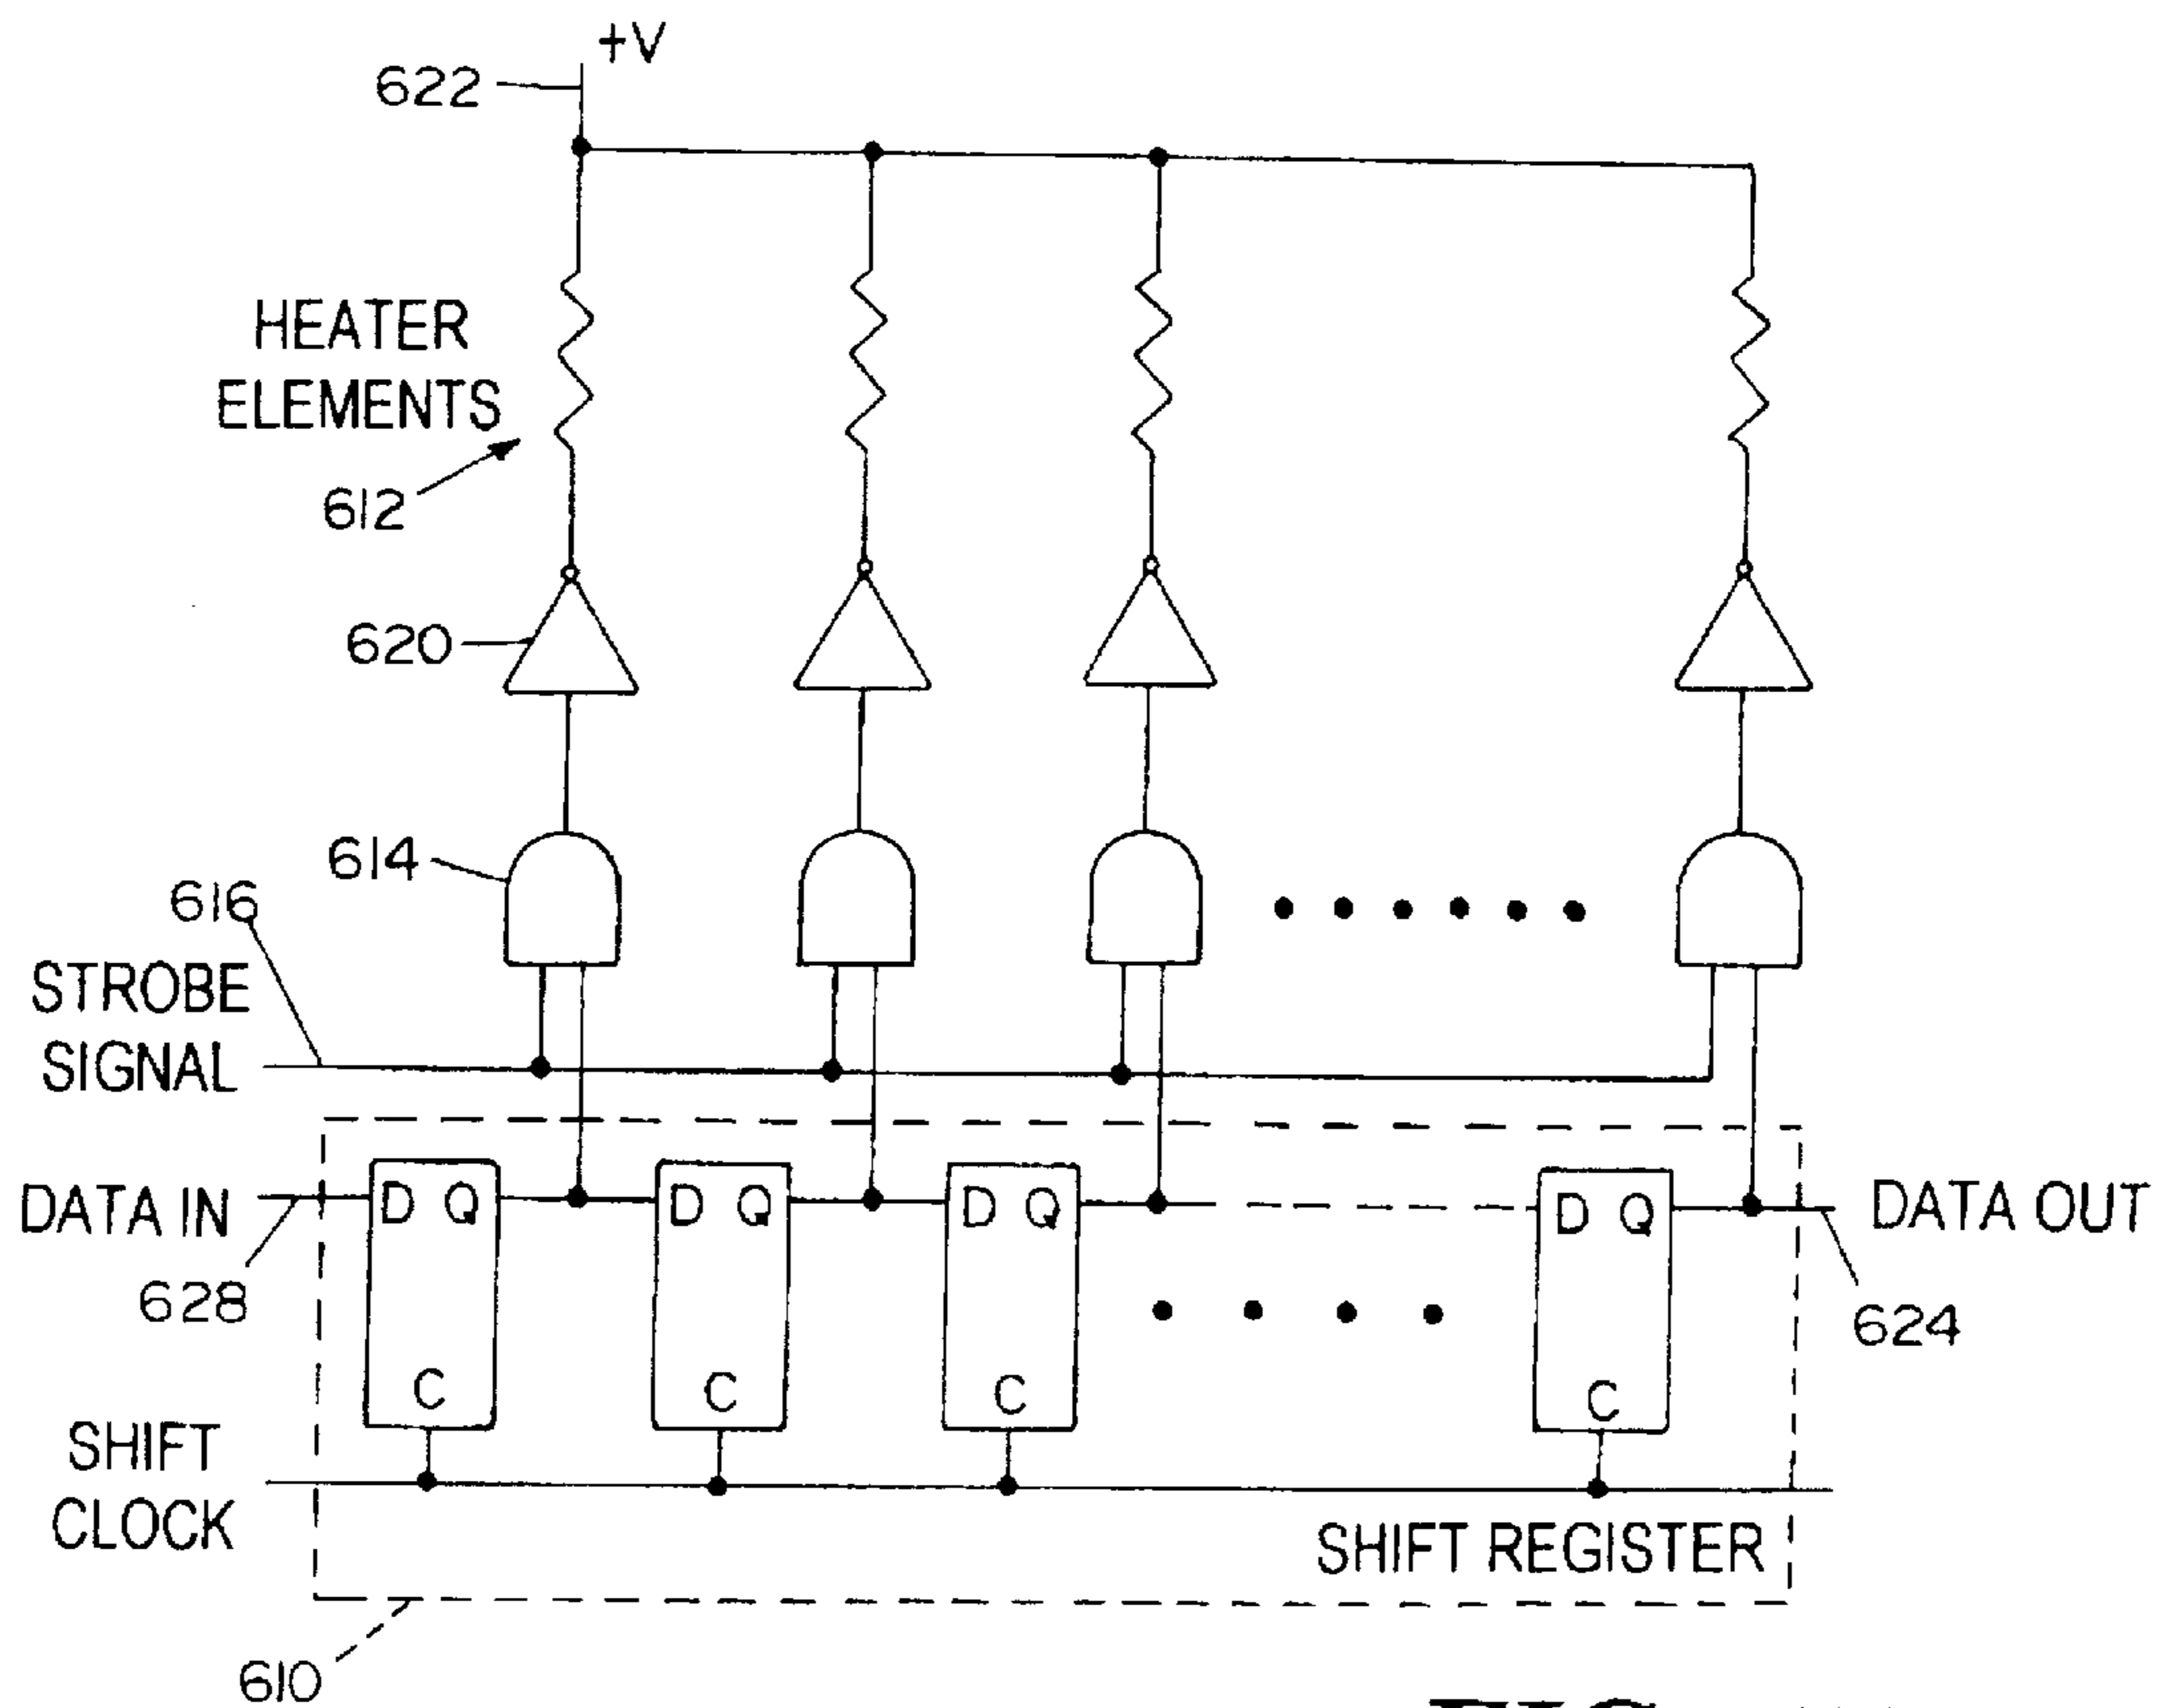 +V
622
HEATER
ELEMENTS
612
620
614
616
STROBE
SIGNAL
DATA IN
D Q
D Q
D Q
D Q
DATA OUT
628
624
C
C
C
C
SHIFT
CLOCK
SHIFT REGISTER
610